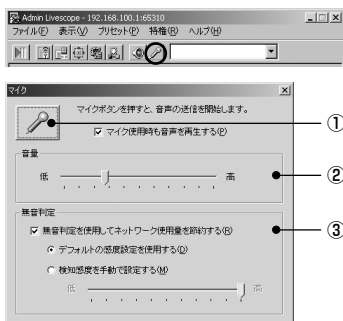 Admin Livescope - 192.168.100.1:65310
ファイル(F) 表示(V) プリセット(P) 特権(R) ヘルプ(H)
マイク
マイクボタンを押すと、音声の送信を開始します。
マイク使用時も音声を再生する(P)
①
音量
低
高
②
無音判定
無音判定を使用してネットワーク使用量を節約する(R)
③
デフォルトの感度設定を使用する(D)
検知感度を手動で設定する(M)
低
高